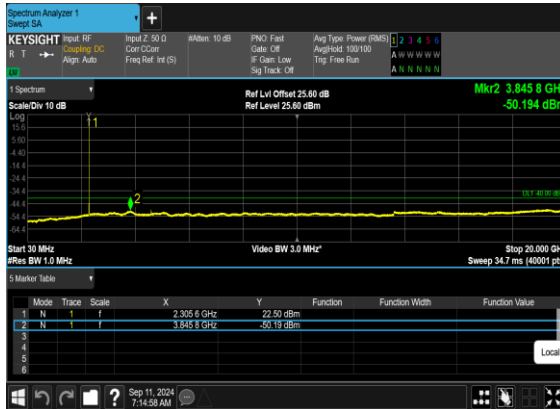 Spectrum Analyzer 1
Swept SA
+
KEYSIGHT
R T
Input: RF
Coupling: DC
Align: Auto
Input Z: 50 Ω
Corr CCorr
Freq Ref: Int (S)
#Atten: 10 dB
PNO: Fast
Gate: Off
IF Gain: Low
Sig Track: Off
Avg Type: Power (RMS)
Avg|Hold: 100/100
Trig: Free Run
1 2 3 4 5 6
A W W W W W
A N N N N N
1 Spectrum
Scale/Div 10 dB
Ref Lvl Offset 25.60 dB
Ref Level 25.60 dBm
Mkr2 3.845 8 GH
-50.194 dBm
Log
15.6
5.60
-4.40
-14.4
-24.4
-34.4
-44.4
-54.4
-64.4
1
2
Start 30 MHz
#Res BW 1.0 MHz
Video BW 3.0 MHz*
Stop 20.000 GH
Sweep 34.7 ms (40001 pts
5 Marker Table
Mode Trace Scale X Y Function Function Width Function Value
1 N 1 f 2.305 6 GHz 22.50 dBm
2 N 1 f 3.845 8 GHz -50.19 dBm
3
4
5
6
Local
?
Sep 11, 2024
7:14:58 AM